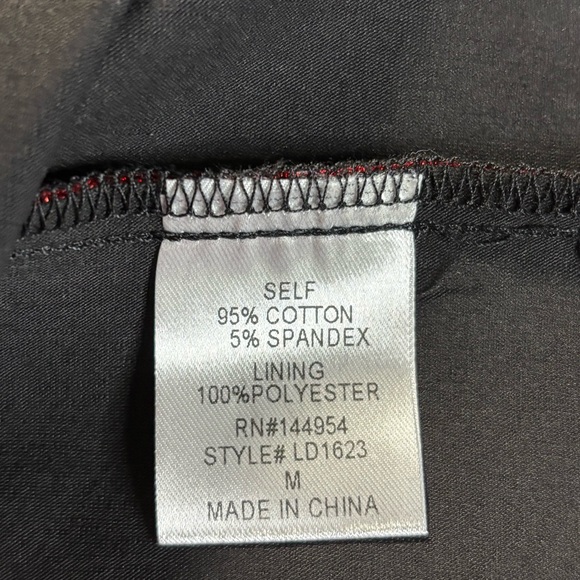 SELF
95% COTTON
5% SPANDEX
LINING
100%POLYESTER
RN#144954
STYLE# LD1623
M
MADE IN CHINA